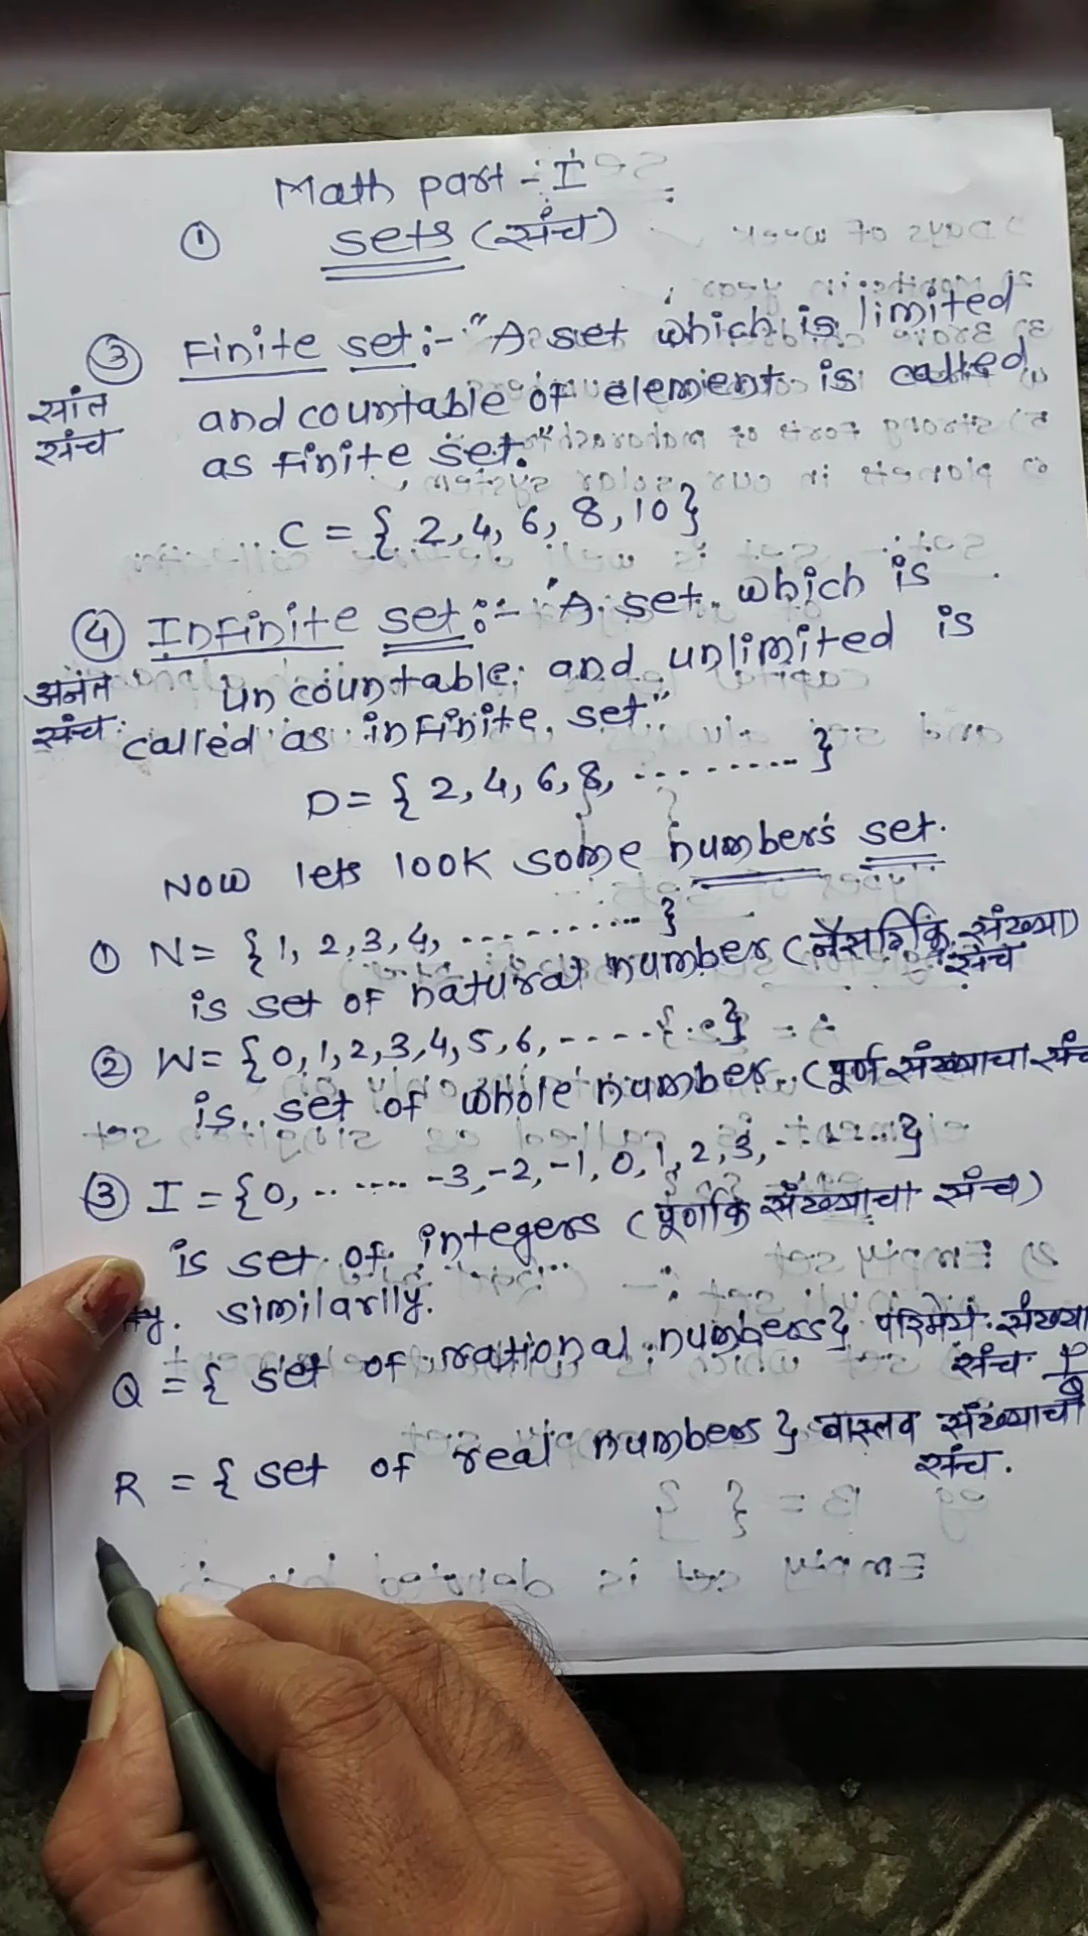 Math part - I
① sets (संच)
③ Finite set :- "A set which is limited
सांत and countable of element is called
संच as finite set."
C = { 2, 4, 6, 8, 10 }
④ Infinite set :- "A set which is
अनंत uncountable and unlimited is
संच called as infinite set."
D = { 2, 4, 6, 8, ......... }
Now lets look some numbers set.
① N = { 1, 2, 3, 4, ........... }
is set of natural number (नैसर्गिक संख्या
संच
② W = { 0, 1, 2, 3, 4, 5, 6, ----- }
is set of whole number. (पूर्ण संख्याचा संच
③ I = { 0, ........ -3, -2, -1, 0, 1, 2, 3, ........ }
is set of integers (पूर्णांक संख्याचा संच)
similarlly.
Q = { set of rational numbers } परिमेय संख्या
संच
R = { set of real numbers } वास्तव संख्याचा
संच.